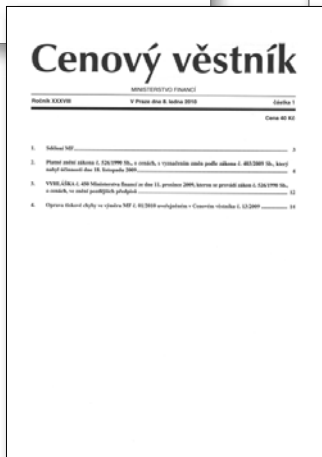 Cenový věstník
MINISTERSTVO FINANCÍ
Ročník XXXVIII V Praze dne 8. ledna 2010 částka 1
Cena 40 Kč
1. Sdělení MF 3
2. Platné znění zákona č. 526/1990 Sb., o cenách, s vyznačením změn podle zákona č. 403/2009 Sb., který
nabyl účinnosti dne 18. listopadu 2009 4
3. VYHLÁŠKA č. 450 Ministerstva financí ze dne 11. prosince 2009, kterou se provádí zákon č. 526/1990 Sb.,
o cenách, ve znění pozdějších předpisů 12
4. Oprava tiskové chyby ve výměru MF č. 01/2010 uveřejněném v Cenovém věstníku č. 13/2009 14